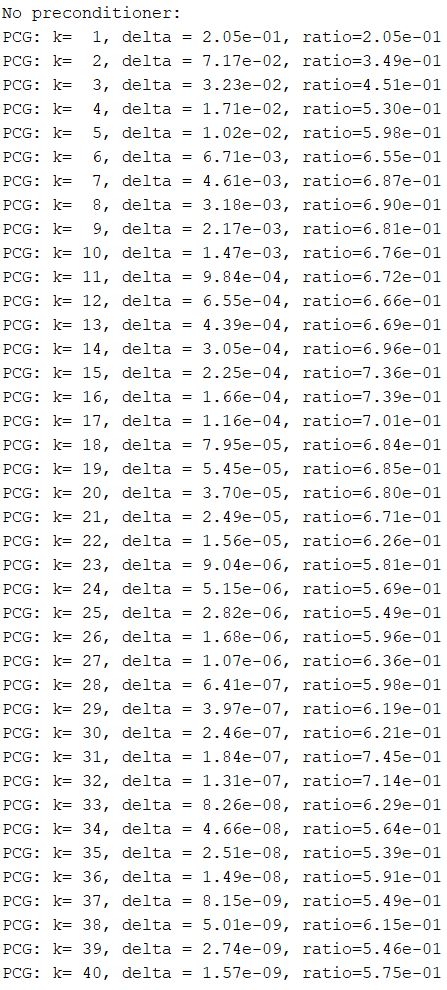 No preconditioner:
PCG: k=  1, delta = 2.05e-01, ratio=2.05e-01
PCG: k=  2, delta = 7.17e-02, ratio=3.49e-01
PCG: k=  3, delta = 3.23e-02, ratio=4.51e-01
PCG: k=  4, delta = 1.71e-02, ratio=5.30e-01
PCG: k=  5, delta = 1.02e-02, ratio=5.98e-01
PCG: k=  6, delta = 6.71e-03, ratio=6.55e-01
PCG: k=  7, delta = 4.61e-03, ratio=6.87e-01
PCG: k=  8, delta = 3.18e-03, ratio=6.90e-01
PCG: k=  9, delta = 2.17e-03, ratio=6.81e-01
PCG: k= 10, delta = 1.47e-03, ratio=6.76e-01
PCG: k= 11, delta = 9.84e-04, ratio=6.72e-01
PCG: k= 12, delta = 6.55e-04, ratio=6.66e-01
PCG: k= 13, delta = 4.39e-04, ratio=6.69e-01
PCG: k= 14, delta = 3.05e-04, ratio=6.96e-01
PCG: k= 15, delta = 2.25e-04, ratio=7.36e-01
PCG: k= 16, delta = 1.66e-04, ratio=7.39e-01
PCG: k= 17, delta = 1.16e-04, ratio=7.01e-01
PCG: k= 18, delta = 7.95e-05, ratio=6.84e-01
PCG: k= 19, delta = 5.45e-05, ratio=6.85e-01
PCG: k= 20, delta = 3.70e-05, ratio=6.80e-01
PCG: k= 21, delta = 2.49e-05, ratio=6.71e-01
PCG: k= 22, delta = 1.56e-05, ratio=6.26e-01
PCG: k= 23, delta = 9.04e-06, ratio=5.81e-01
PCG: k= 24, delta = 5.15e-06, ratio=5.69e-01
PCG: k= 25, delta = 2.82e-06, ratio=5.49e-01
PCG: k= 26, delta = 1.68e-06, ratio=5.96e-01
PCG: k= 27, delta = 1.07e-06, ratio=6.36e-01
PCG: k= 28, delta = 6.41e-07, ratio=5.98e-01
PCG: k= 29, delta = 3.97e-07, ratio=6.19e-01
PCG: k= 30, delta = 2.46e-07, ratio=6.21e-01
PCG: k= 31, delta = 1.84e-07, ratio=7.45e-01
PCG: k= 32, delta = 1.31e-07, ratio=7.14e-01
PCG: k= 33, delta = 8.26e-08, ratio=6.29e-01
PCG: k= 34, delta = 4.66e-08, ratio=5.64e-01
PCG: k= 35, delta = 2.51e-08, ratio=5.39e-01
PCG: k= 36, delta = 1.49e-08, ratio=5.91e-01
PCG: k= 37, delta = 8.15e-09, ratio=5.49e-01
PCG: k= 38, delta = 5.01e-09, ratio=6.15e-01
PCG: k= 39, delta = 2.74e-09, ratio=5.46e-01
PCG: k= 40, delta = 1.57e-09, ratio=5.75e-01